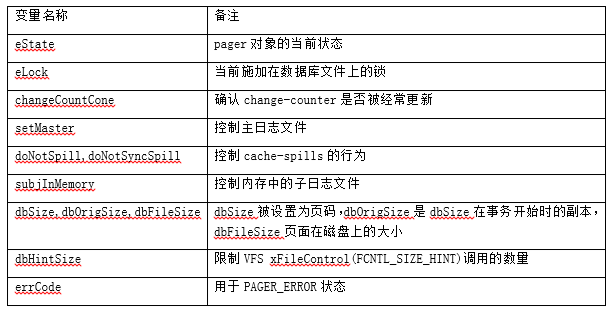 变量名称 备注
eState pager 对象的当前状态
eLock 当前施加在数据库文件上的锁
changeCountCone 确认 change-counter 是否被经常更新
setMaster 控制主日志文件
doNotSpill,doNotSyncSpill 控制 cache-spills 的行为
subjInMemory 控制内存中的子日志文件
dbSize,dbOrigSize,dbFileSize dbSize 被设置为页码,dbOrigSize 是 dbSize 在事务开始时的副本,
dbFileSize 页面在磁盘上的大小
dbHintSize 限制 VFS xFileControl(FCNTL_SIZE_HINT)调用的数量
errCode 用于 PAGER_ERROR 状态